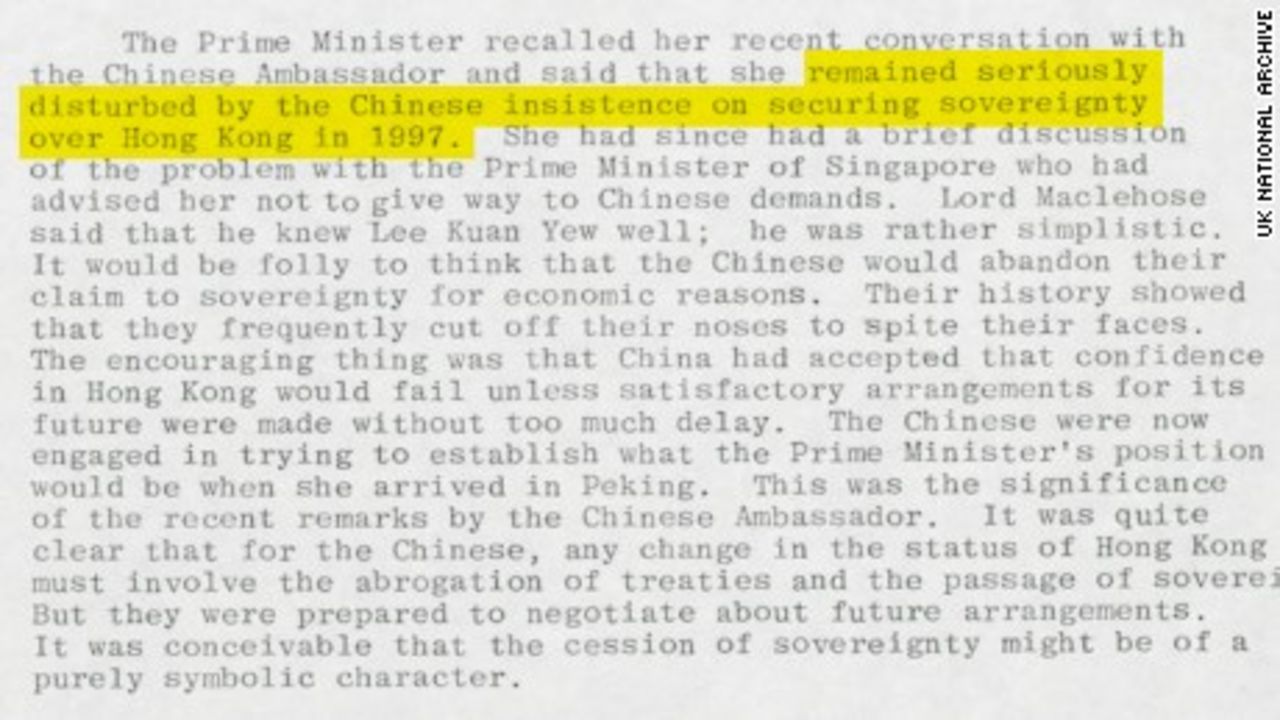 The Prime Minister recalled her recent conversation with
the Chinese Ambassador and said that she remained seriously
disturbed by the Chinese insistence on securing sovereignty
over Hong Kong in 1997. She had since had a brief discussion
of the problem with the Prime Minister of Singapore who had
advised her not to give way to Chinese demands. Lord Maclehose
said that he knew Lee Kuan Yew well; he was rather simplistic.
It would be folly to think that the Chinese would abandon their
claim to sovereignty for economic reasons. Their history showed
that they frequently cut off their noses to spite their faces.
The encouraging thing was that China had accepted that confidence
in Hong Kong would fail unless satisfactory arrangements for its
future were made without too much delay. The Chinese were now
engaged in trying to establish what the Prime Minister's position
would be when she arrived in Peking. This was the significance
of the recent remarks by the Chinese Ambassador. It was quite
clear that for the Chinese, any change in the status of Hong Kong
must involve the abrogation of treaties and the passage of soverei
But they were prepared to negotiate about future arrangements.
It was conceivable that the cession of sovereignty might be of a
purely symbolic character.
UK NATIONAL ARCHIVE